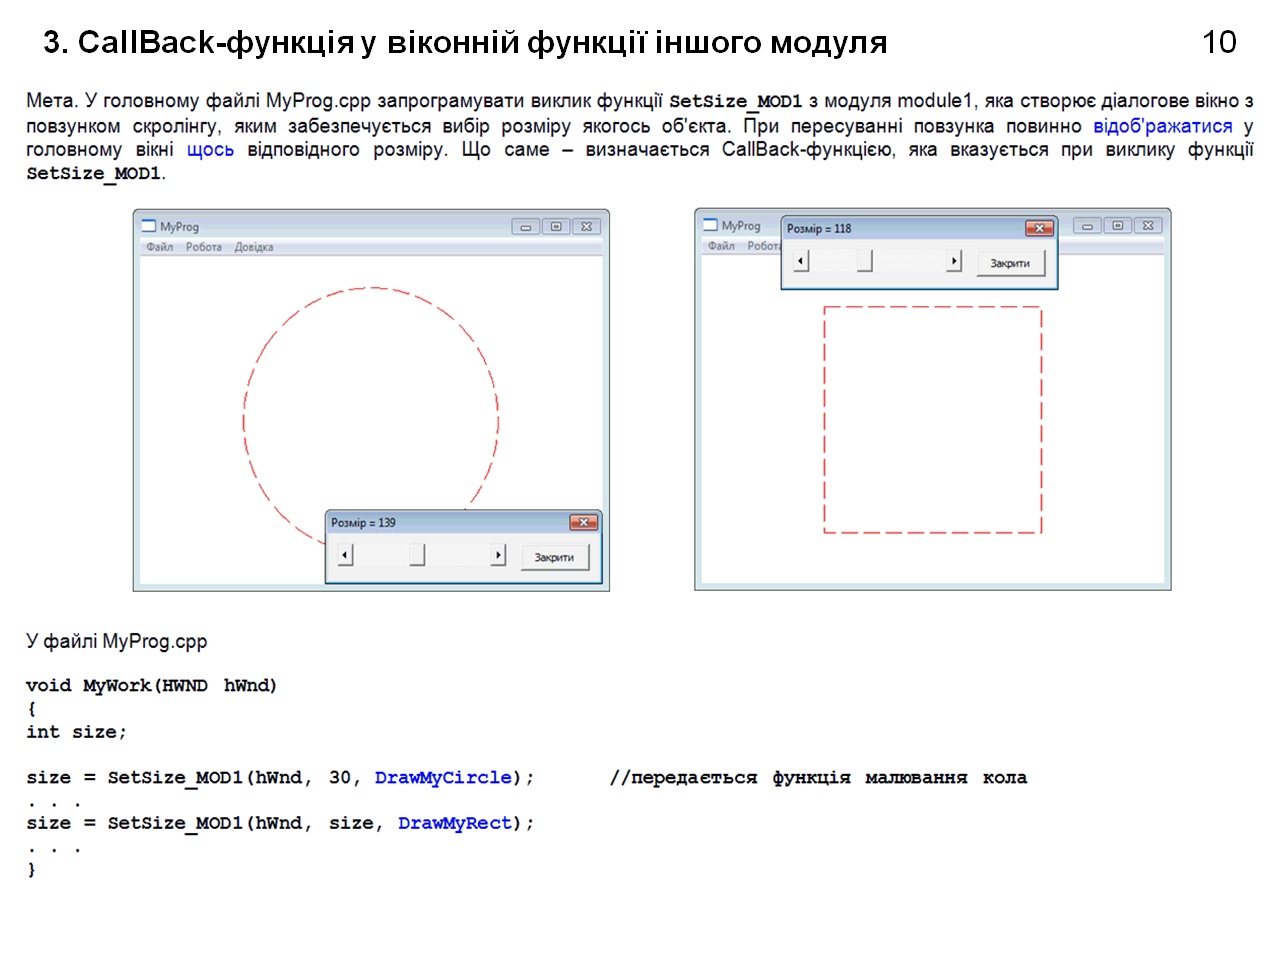 3. CallBack-функція у віконній функції іншого модуля
10
Мета. У головному файлі MyProg.cpp запрограмувати виклик функції SetSize_MOD1 з модуля module1, яка створює діалогове вікно з
повзунком скролінгу, яким забезпечується вибір розміру якогось об'єкта. При пересуванні повзунка повинно відоб'ражатися у
головному вікні щось відповідного розміру. Що саме – визначається CallBack-функцією, яка вказується при виклику функції
SetSize_MOD1.
MyProg
Файл Робота Довідка
Розмір = 139
Закрити
MyProg
Файл Робота
Розмір = 118
Закрити
У файлі MyProg.cpp
void MyWork(HWND hWnd)
{
int size;
size = SetSize_MOD1(hWnd, 30, DrawMyCircle); //передається функція малювання кола
. . .
size = SetSize_MOD1(hWnd, size, DrawMyRect);
. . .
}